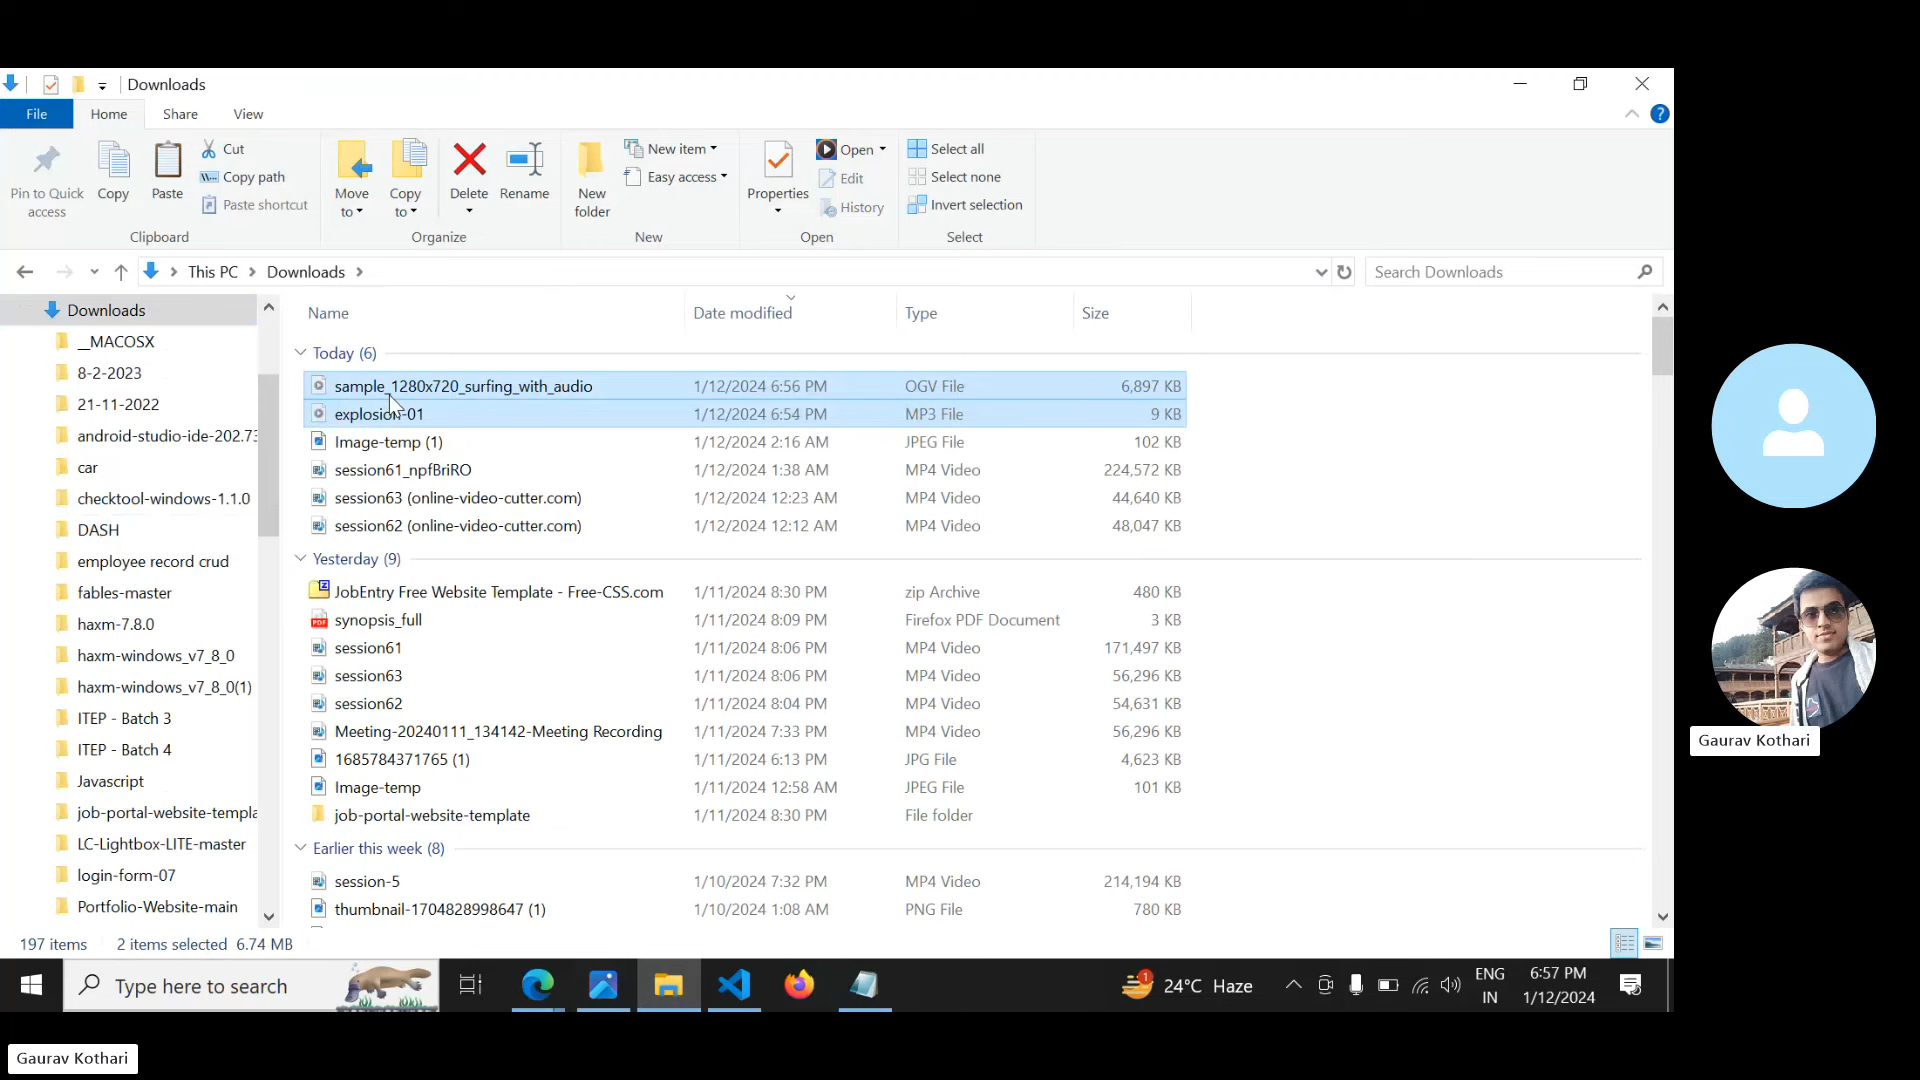 Downloads
File Home Share View
Pin to Quick access
Copy
Paste
Cut
Copy path
Paste shortcut
Move to
Copy to
Delete
Rename
New folder
New item
Easy access
Properties
Open
Edit
History
Select all
Select none
Invert selection
Clipboard Organize New Open Select
This PC Downloads
Search Downloads
Downloads
__MACOSX
8-2-2023
21-11-2022
android-studio-ide-202.73
car
checktool-windows-1.1.0
DASH
employee record crud
fables-master
haxm-7.8.0
haxm-windows_v7_8_0
haxm-windows_v7_8_0(1)
ITEP - Batch 3
ITEP - Batch 4
Javascript
job-portal-website-templa
LC-Lightbox-LITE-master
login-form-07
Portfolio-Website-main
Name Date modified Type Size
Today (6)
sample_1280x720_surfing_with_audio 1/12/2024 6:56 PM OGV File 6,897 KB
explosion-01 1/12/2024 6:54 PM MP3 File 9 KB
Image-temp (1) 1/12/2024 2:16 AM JPEG File 102 KB
session61_npfBriRO 1/12/2024 1:38 AM MP4 Video 224,572 KB
session63 (online-video-cutter.com) 1/12/2024 12:23 AM MP4 Video 44,640 KB
session62 (online-video-cutter.com) 1/12/2024 12:12 AM MP4 Video 48,047 KB
Yesterday (9)
JobEntry Free Website Template - Free-CSS.com 1/11/2024 8:30 PM zip Archive 480 KB
synopsis_full 1/11/2024 8:09 PM Firefox PDF Document 3 KB
session61 1/11/2024 8:06 PM MP4 Video 171,497 KB
session63 1/11/2024 8:06 PM MP4 Video 56,296 KB
session62 1/11/2024 8:04 PM MP4 Video 54,631 KB
Meeting-20240111_134142-Meeting Recording 1/11/2024 7:33 PM MP4 Video 56,296 KB
1685784371765 (1) 1/11/2024 6:13 PM JPG File 4,623 KB
Image-temp 1/11/2024 12:58 AM JPEG File 101 KB
job-portal-website-template 1/11/2024 8:30 PM File folder
Earlier this week (8)
session-5 1/10/2024 7:32 PM MP4 Video 214,194 KB
thumbnail-1704828998647 (1) 1/10/2024 1:08 AM PNG File 780 KB
197 items 2 items selected 6.74 MB
Type here to search
1
24°C Haze
ENG
IN
6:57 PM
1/12/2024
Gaurav Kothari
Gaurav Kothari